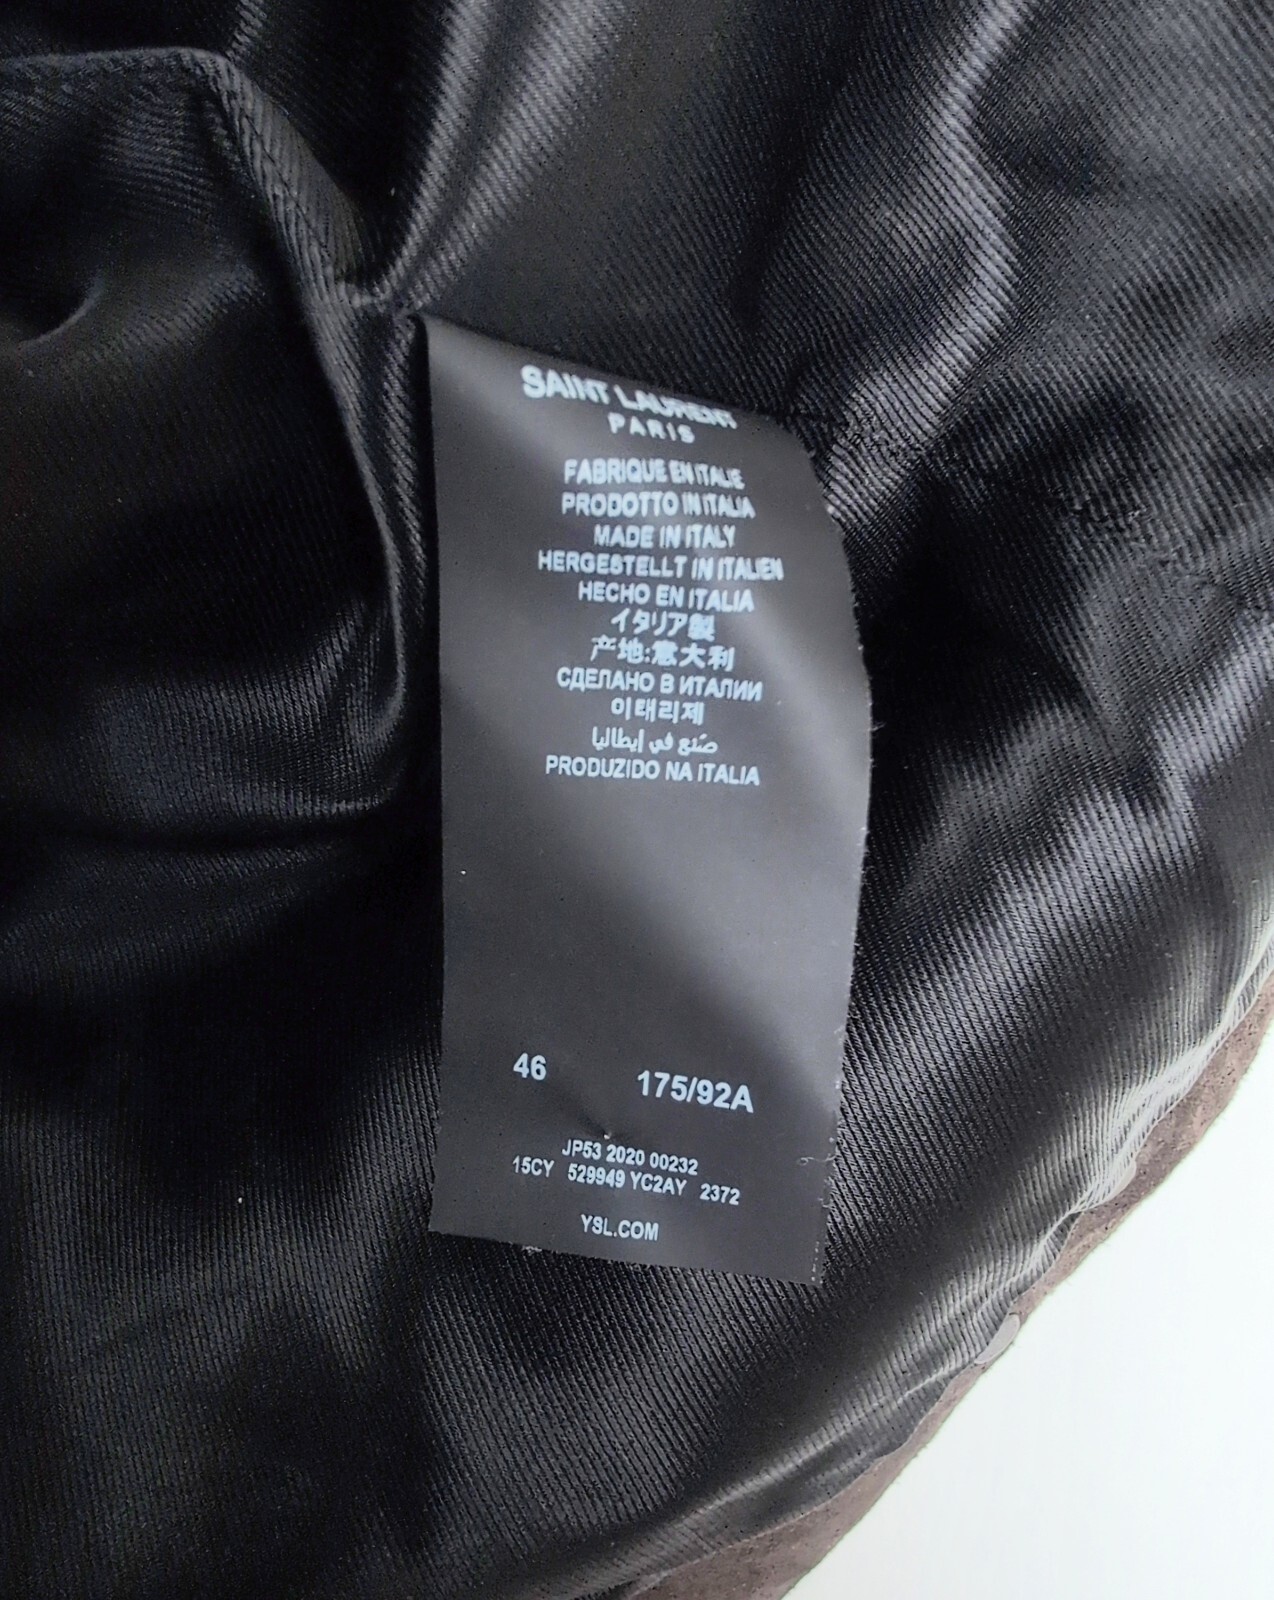 SAINT LAURENT
PARIS
FABRIQUE EN ITALIE
PRODOTTO IN ITALIA
MADE IN ITALY
HERGESTELLT IN ITALIEN
HECHO EN ITALIA
イタリア製
产地:意大利
СДЕЛАНО В ИТАЛИИ
이태리제
صنع في إيطاليا
PRODUZIDO NA ITALIA
46 175/92A
JP53 2020 00232
15CY 529949 YC2AY 2372
YSL.COM